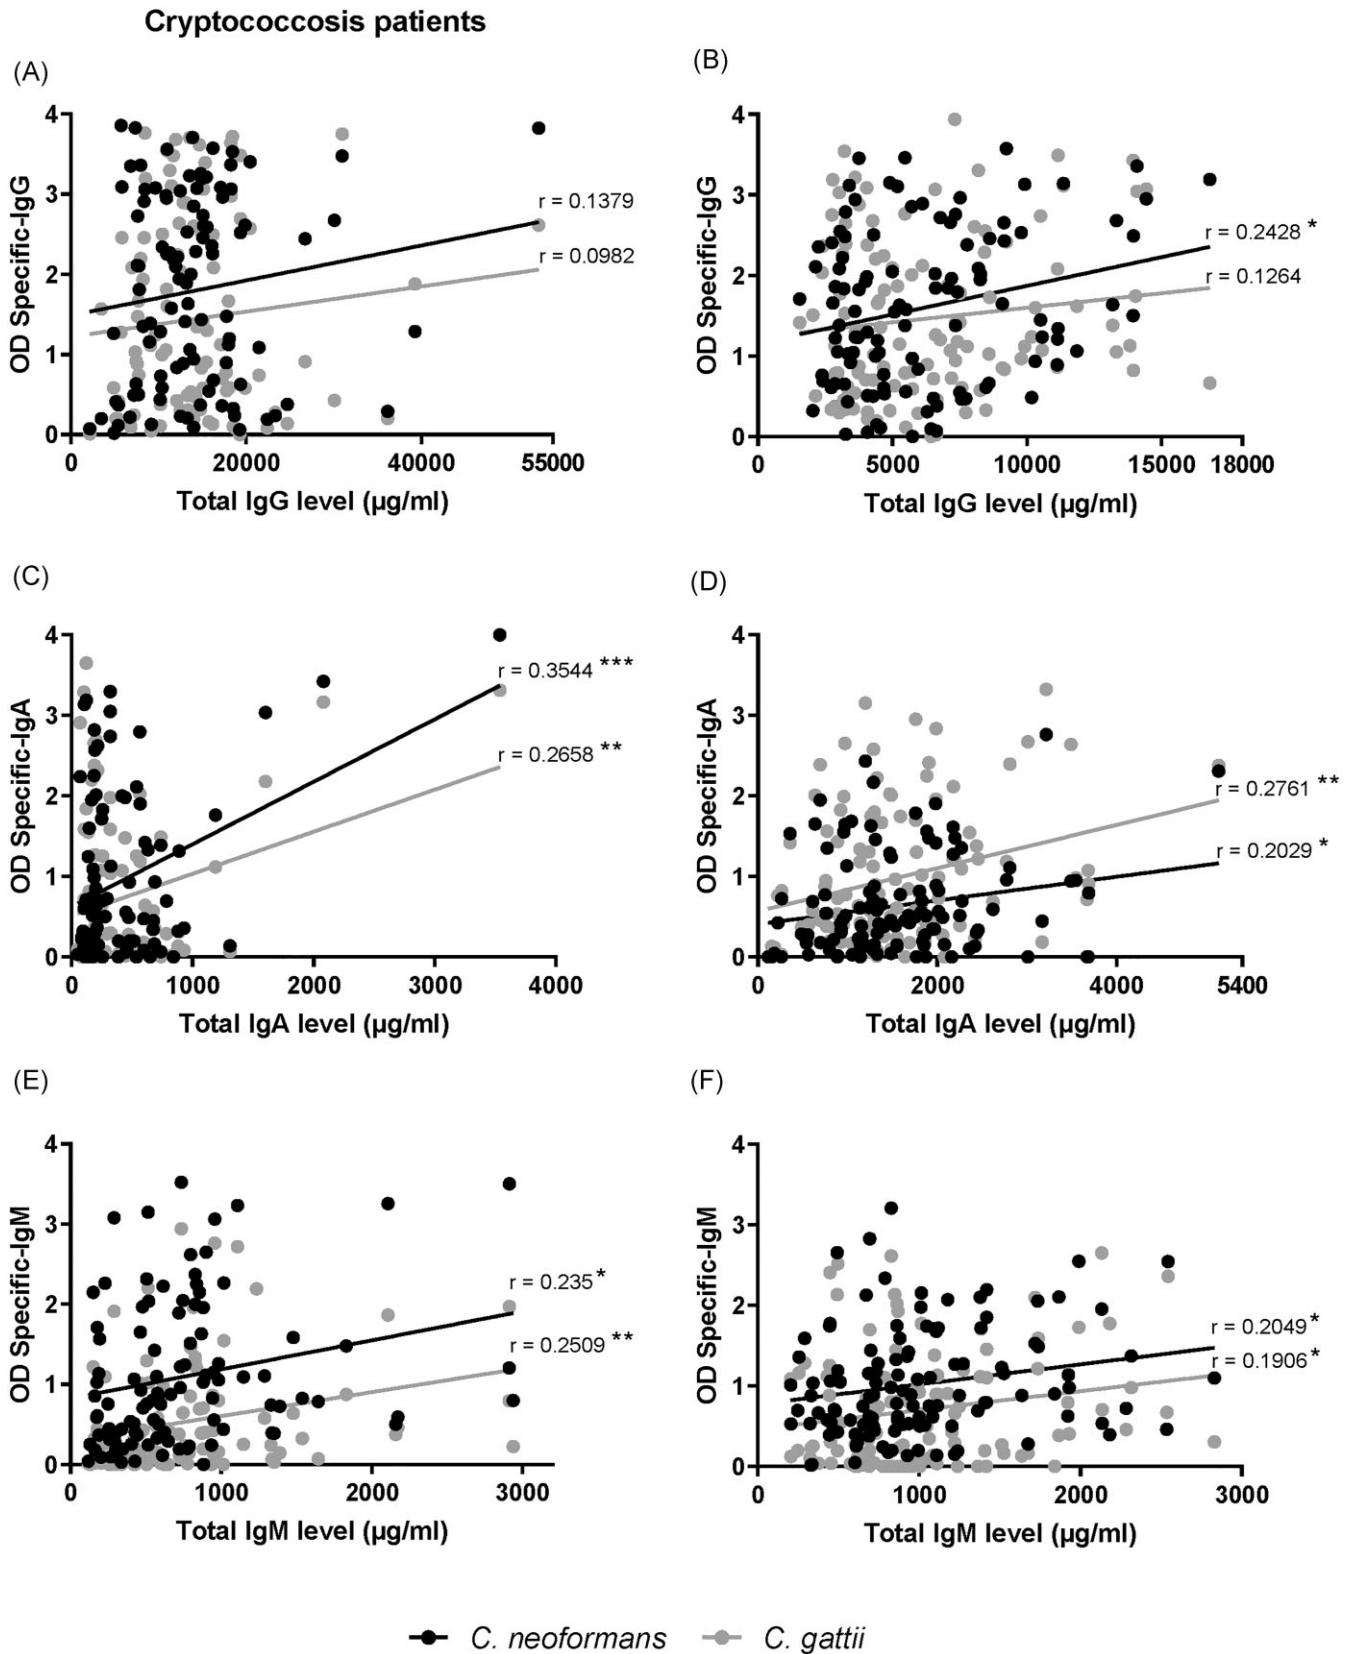 Cryptococcosis patients
(A)
OD Specific-IgG
4
3
2
1
0
r = 0.1379
r = 0.0982
0 20000 40000 55000
Total IgG level (µg/ml)
(B)
OD Specific-IgG
4
3
2
1
0
r = 0.2428 *
r = 0.1264
0 5000 10000 15000 18000
Total IgG level (µg/ml)
(C)
OD Specific-IgA
4
3
2
1
0
r = 0.3544 ***
r = 0.2658 **
0 1000 2000 3000 4000
Total IgA level (µg/ml)
(D)
OD Specific-IgA
4
3
2
1
0
r = 0.2761 **
r = 0.2029 *
0 2000 4000 5400
Total IgA level (µg/ml)
(E)
OD Specific-IgM
4
3
2
1
0
r = 0.235 *
r = 0.2509 **
0 1000 2000 3000
Total IgM level (µg/ml)
(F)
OD Specific-IgM
4
3
2
1
0
r = 0.2049 *
r = 0.1906 *
0 1000 2000 3000
Total IgM level (µg/ml)
C. neoformans C. gattii